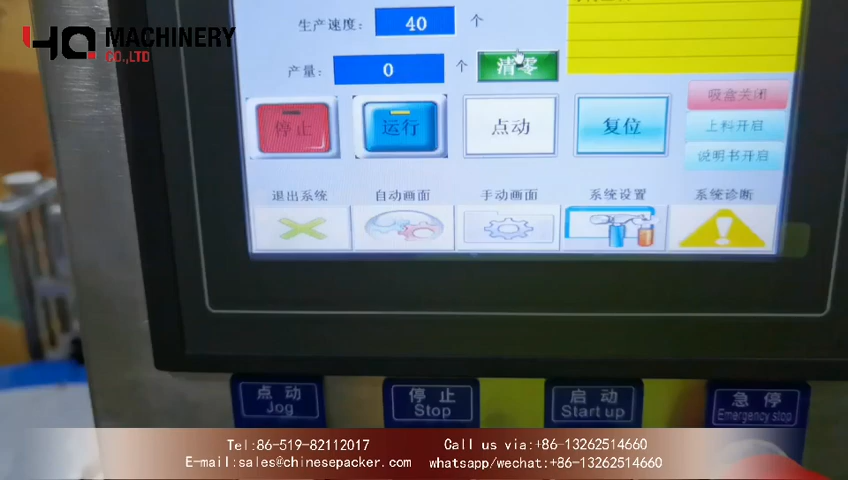 HQ MACHINERY
CO.,LTD
生产速度: 40 个
产量: 0 个 清零
停止 运行 点动 复位
吸盒关闭
上料开启
说明书开启
退出系统 自动画面 手动画面 系统设置 系统诊断
点动 停止 启动 急停
Jog Stop Start up Emergency stop
Tel:86-519-82112017 Call us via:+86-13262514660
E-mail:sales@chinesepacker.com whatsapp/wechat:+86-13262514660